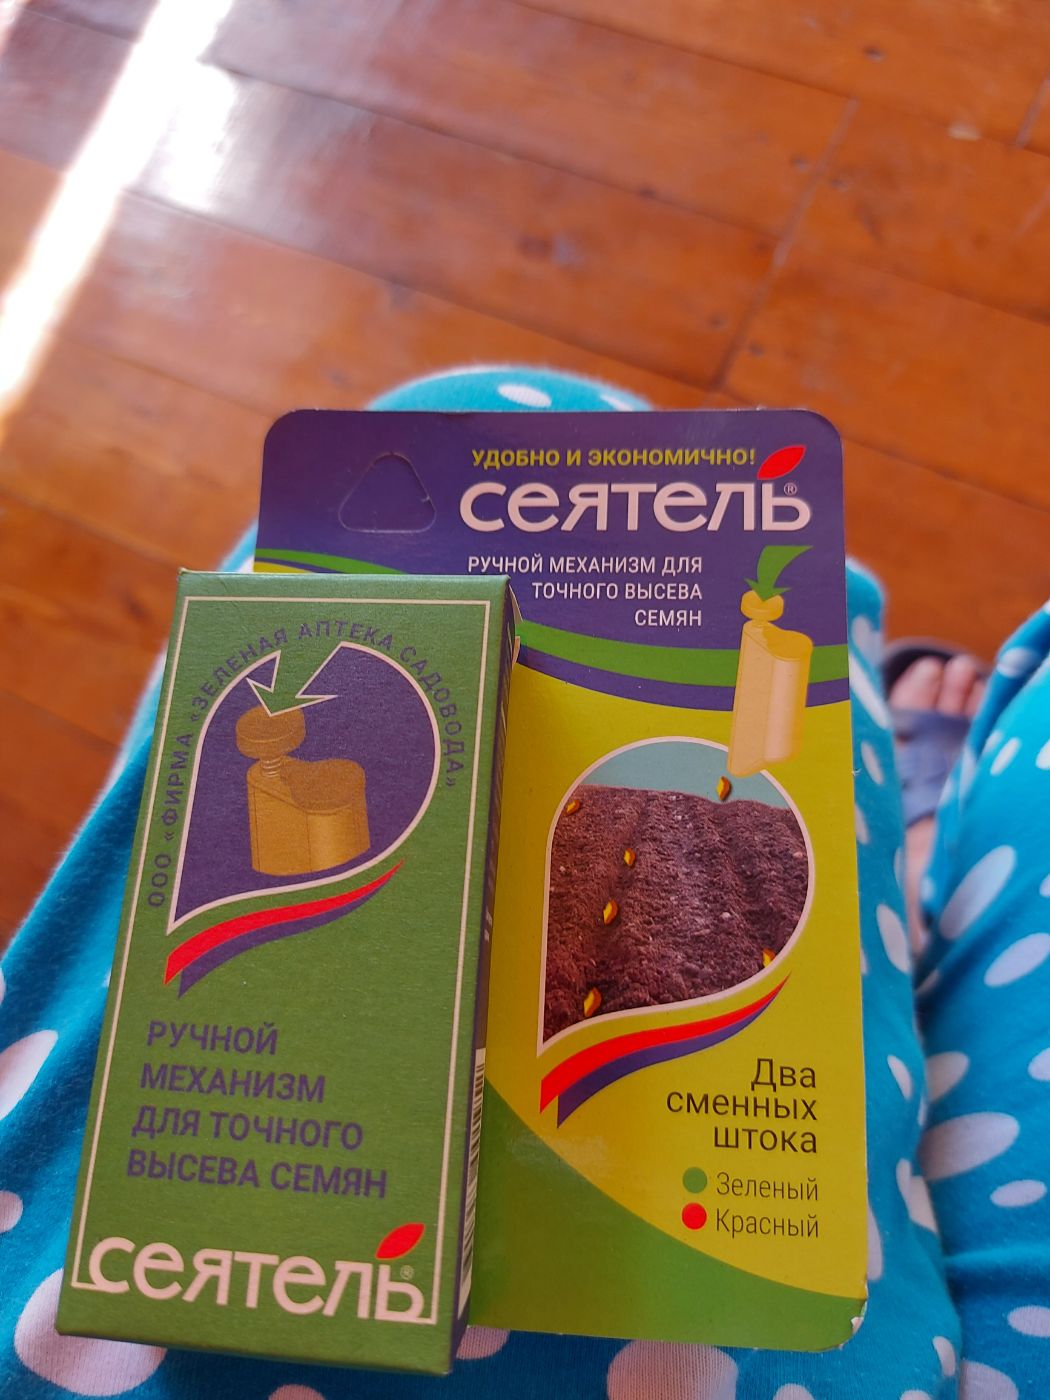 УДОБНО И ЭКОНОМИЧНО!
СЕЯТЕЛЬ®
РУЧНОЙ МЕХАНИЗМ ДЛЯ
ТОЧНОГО ВЫСЕВА
СЕМЯН
Два
сменных
штока
Зеленый
Красный
ООО «ФИРМА «ЗЕЛЕНАЯ АПТЕКА САДОВОДА»
РУЧНОЙ
МЕХАНИЗМ
ДЛЯ ТОЧНОГО
ВЫСЕВА СЕМЯН
СЕЯТЕЛЬ®